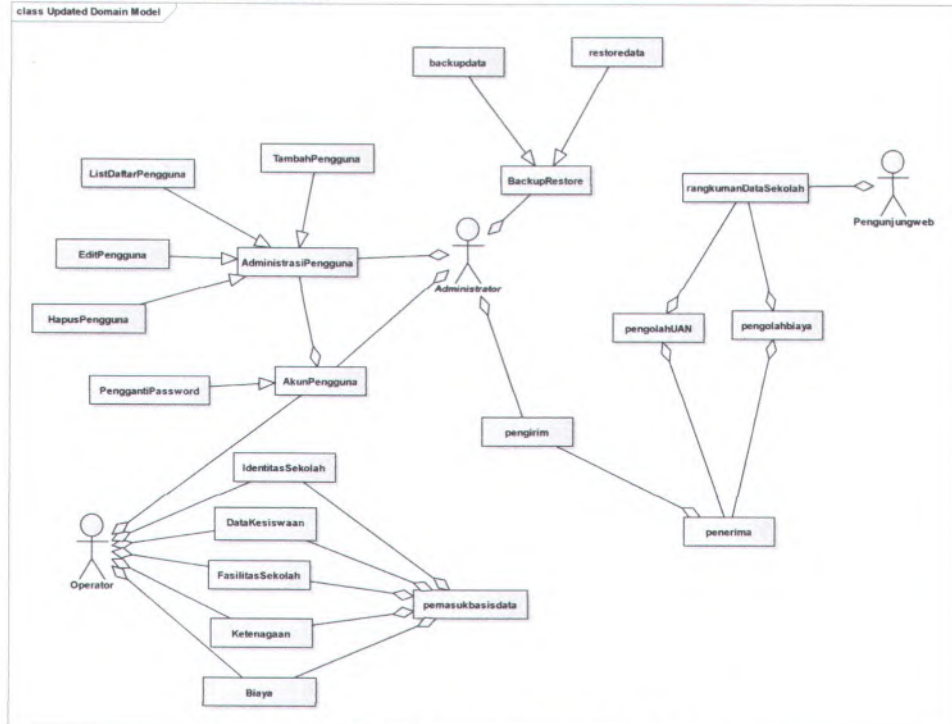 class Updated Domain Model
backupdata
restoredata
TambahPengguna
ListDaftarPengguna
BackupRestore
rangkumanDataSekolah
Pengunjungweb
EditPengguna
AdministrasiPengguna
Administrator
HapusPengguna
pengolahUAN
pengolahbiaya
PenggantiPassword
AkunPengguna
pengirim
IdentitasSekolah
DataKesiswaan
penerima
Operator
FasilitasSekolah
pemasukbasisdata
Ketenagaan
Biaya